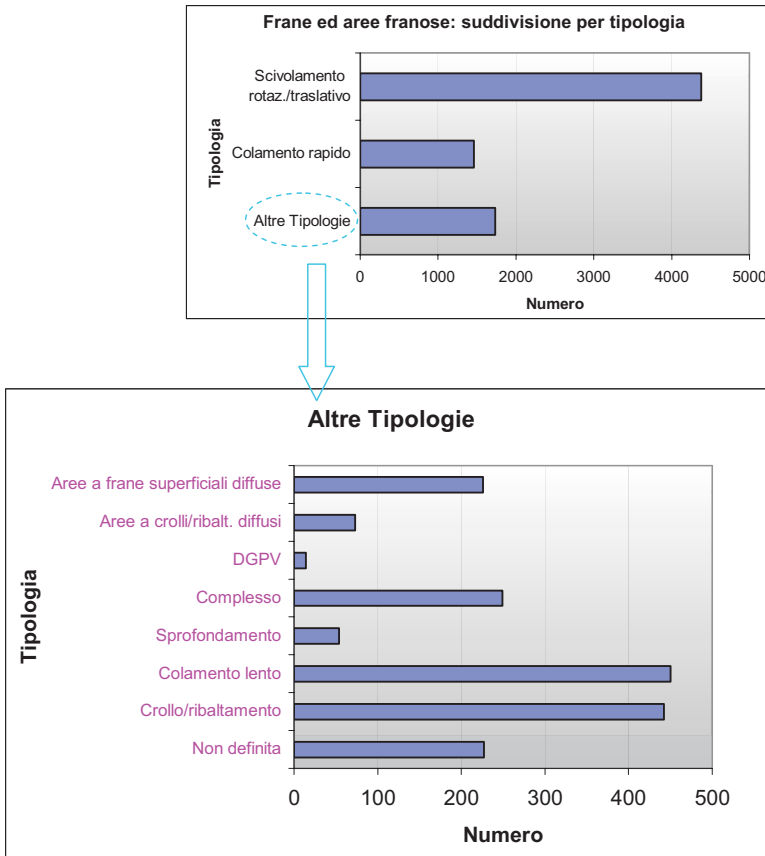 Frane ed aree franose: suddivisione per tipologia
Tipologia
Scivolamento
rotaz./traslativo
Colamento rapido
Altre Tipologie
0 1000 2000 3000 4000 5000
Numero
Altre Tipologie
Tipologia
Aree a frane superficiali diffuse
Aree a crolli/ribalt. diffusi
DGPV
Complesso
Sprofondamento
Colamento lento
Crollo/ribaltamento
Non definita
0 100 200 300 400 500
Numero